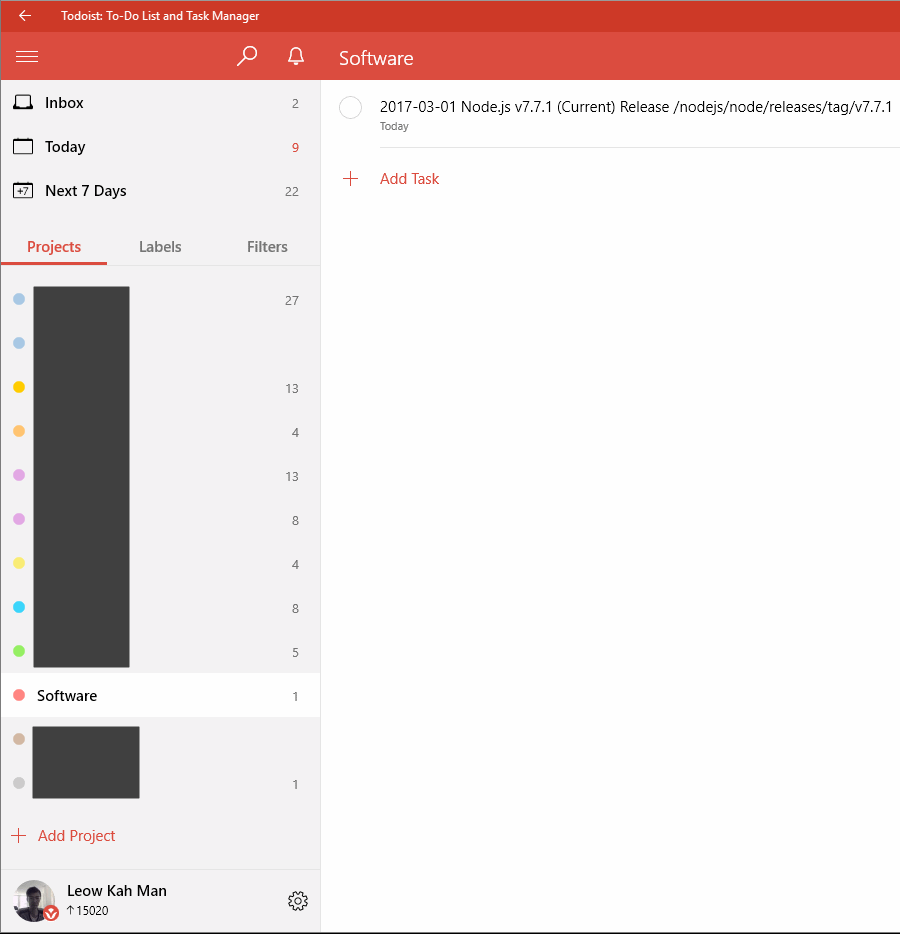 Todoist: To-Do List and Task Manager
Software
Inbox 2
Today 9
+7 Next 7 Days 22
Projects Labels Filters
27
13
4
13
8
4
8
5
Software 1
1
Add Project
Leow Kah Man
↑15020
2017-03-01 Node.js v7.7.1 (Current) Release /nodejs/node/releases/tag/v7.7.1
Today
Add Task